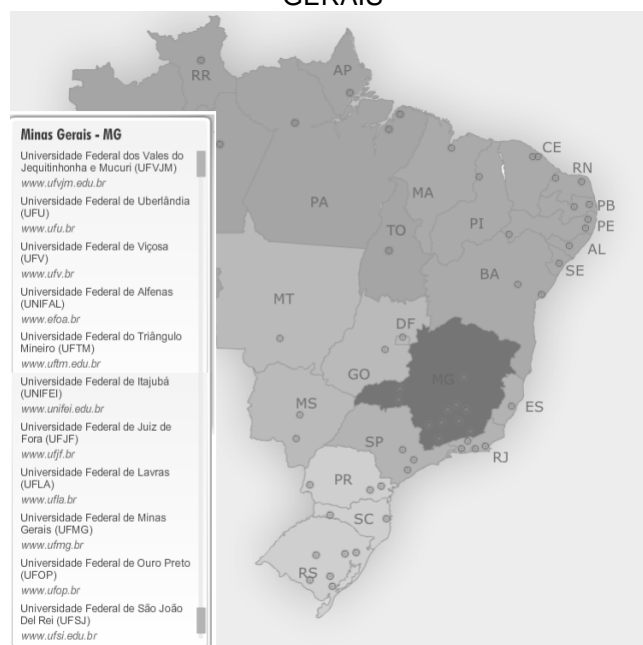 GERAIS
RR
AP
Minas Gerais - MG
Universidade Federal dos Vales do
Jequitinhonha e Mucuri (UFVJM)
www.ufvjm.edu.br
Universidade Federal de Uberlândia
(UFU)
www.ufu.br
Universidade Federal de Viçosa
(UFV)
www.ufv.br
Universidade Federal de Alfenas
(UNIFAL)
www.efoa.br
Universidade Federal do Triângulo
Mineiro (UFTM)
www.uftm.edu.br
Universidade Federal de Itajubá
(UNIFEI)
www.unifei.edu.br
Universidade Federal de Juiz de
Fora (UFJF)
www.ufjf.br
Universidade Federal de Lavras
(UFLA)
www.ufla.br
Universidade Federal de Minas
Gerais (UFMG)
www.ufmg.br
Universidade Federal de Ouro Preto
(UFOP)
www.ufop.br
Universidade Federal de São João
Del Rei (UFSJ)
www.ufsj.edu.br
CE
RN
PA
MA
PB
PI
PE
TO
AL
SE
BA
MT
DF
GO
MG
MS
ES
SP
RJ
PR
SC
RS